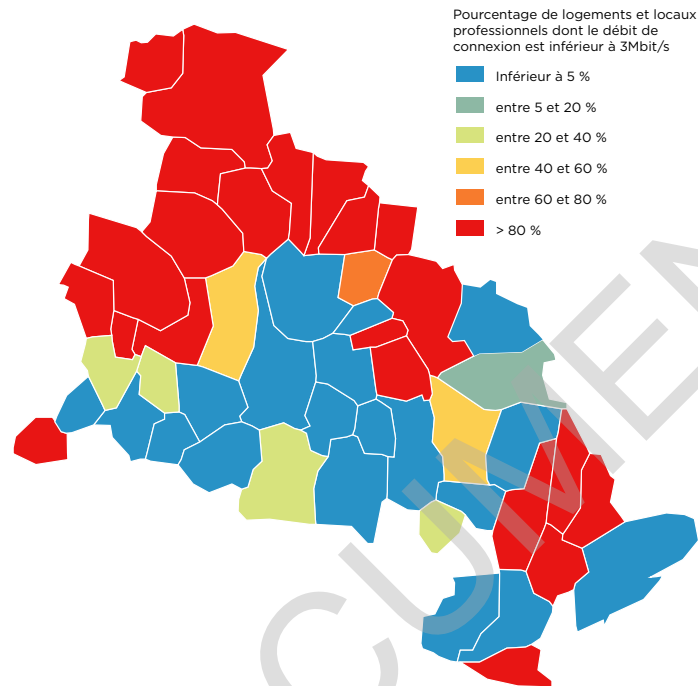 Pourcentage de logements et locaux
professionnels dont le débit de
connexion est inférieur à 3Mbit/s
Inférieur à 5 %
entre 5 et 20 %
entre 20 et 40 %
entre 40 et 60 %
entre 60 et 80 %
> 80 %
CUMEN